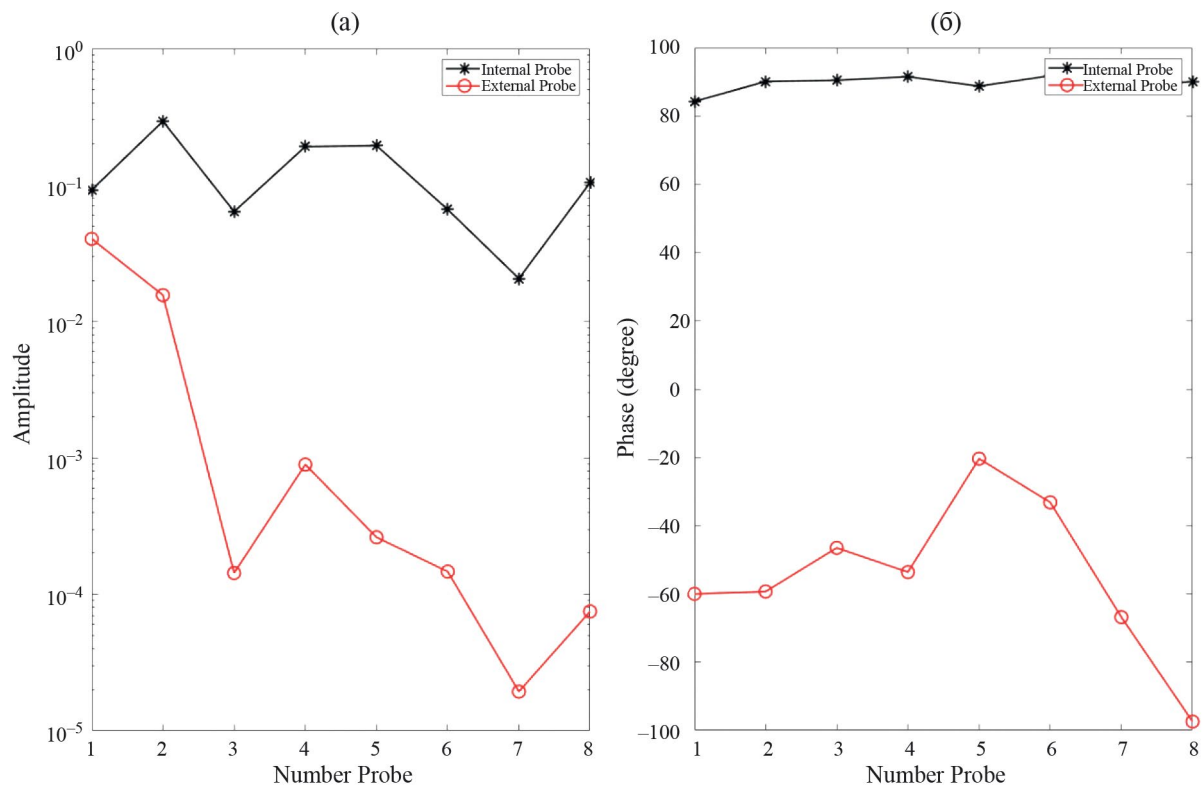 (а)
10⁰
10⁻¹
10⁻²
10⁻³
10⁻⁴
10⁻⁵
Amplitude
Internal Probe
External Probe
1 2 3 4 5 6 7 8
Number Probe
(б)
100
80
60
40
20
0
−20
−40
−60
−80
−100
Phase (degree)
Internal Probe
External Probe
1 2 3 4 5 6 7 8
Number Probe